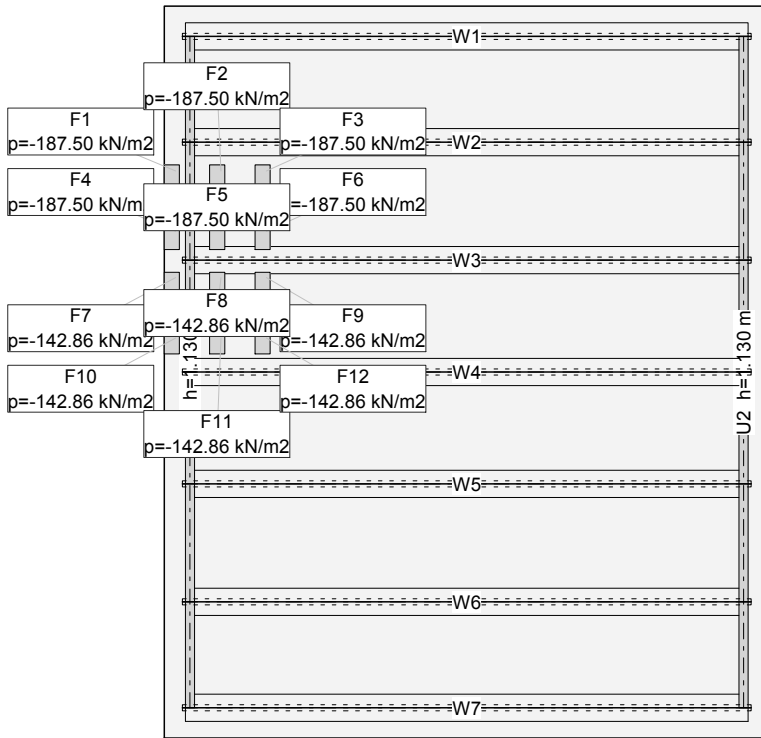 W1
F2
p=-187.50 kN/m2
F1
p=-187.50 kN/m2
F3
p=-187.50 kN/m2
W2
F4
p=-187.50 kN/m
F5
p=-187.50 kN/m2
F6
=-187.50 kN/m2
W3
F7
p=-142.86 kN/m2
F8
p=-142.86 kN/m2
F9
p=-142.86 kN/m2
h=1.130
U2 h=1.130 m
W4
F10
p=-142.86 kN/m2
F12
p=-142.86 kN/m2
F11
p=-142.86 kN/m2
W5
W6
W7